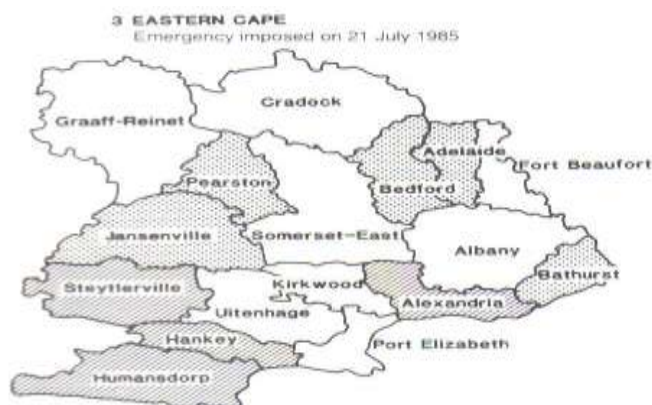 3 EASTERN CAPE
Emergency imposed on 21 July 1985
Cradock
Graaff-Reinet
Adelaide
Fort Beaufort
Pearston
Bedford
Jansenville
Somerset-East
Albany
Bathurst
Steytlerville
Kirkwood
Alexandria
Uitenhage
Hankey
Port Elizabeth
Humansdorp